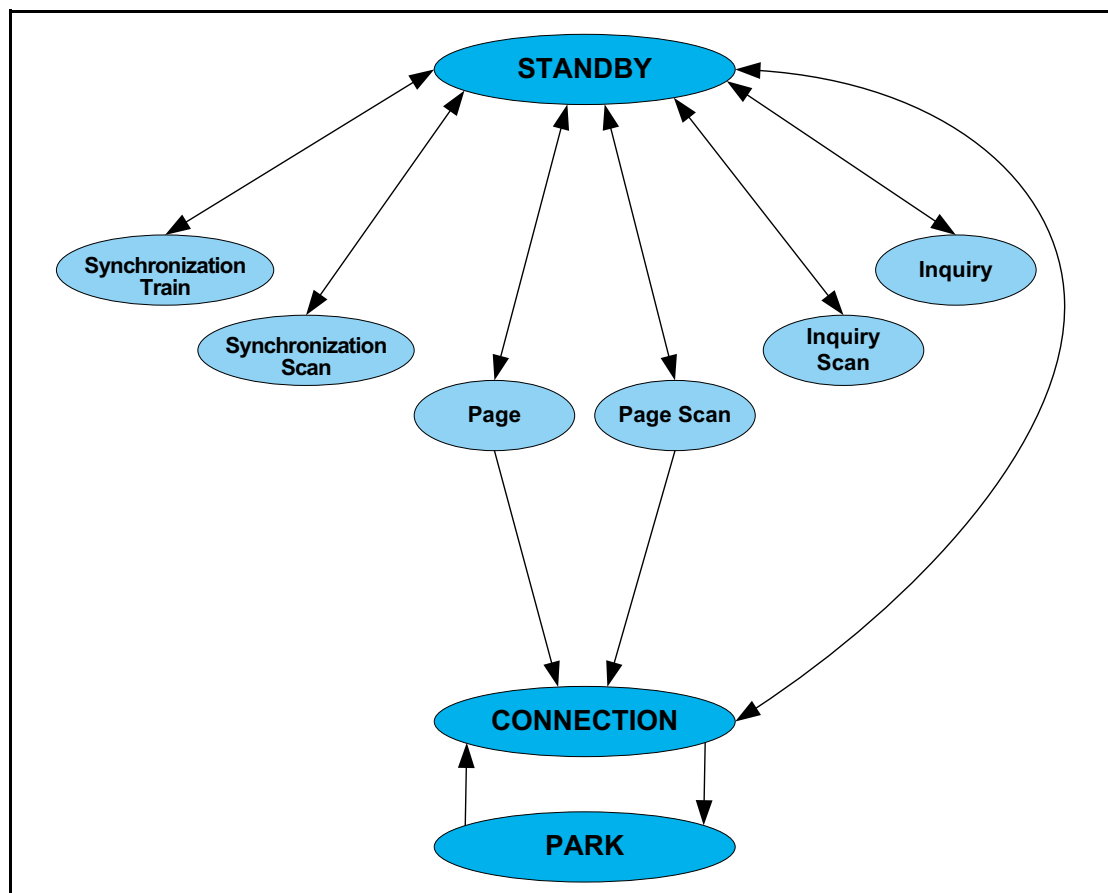 STANDBY
Synchronization
Train
Inquiry
Synchronization
Scan
Inquiry
Scan
Page
Page Scan
CONNECTION
PARK